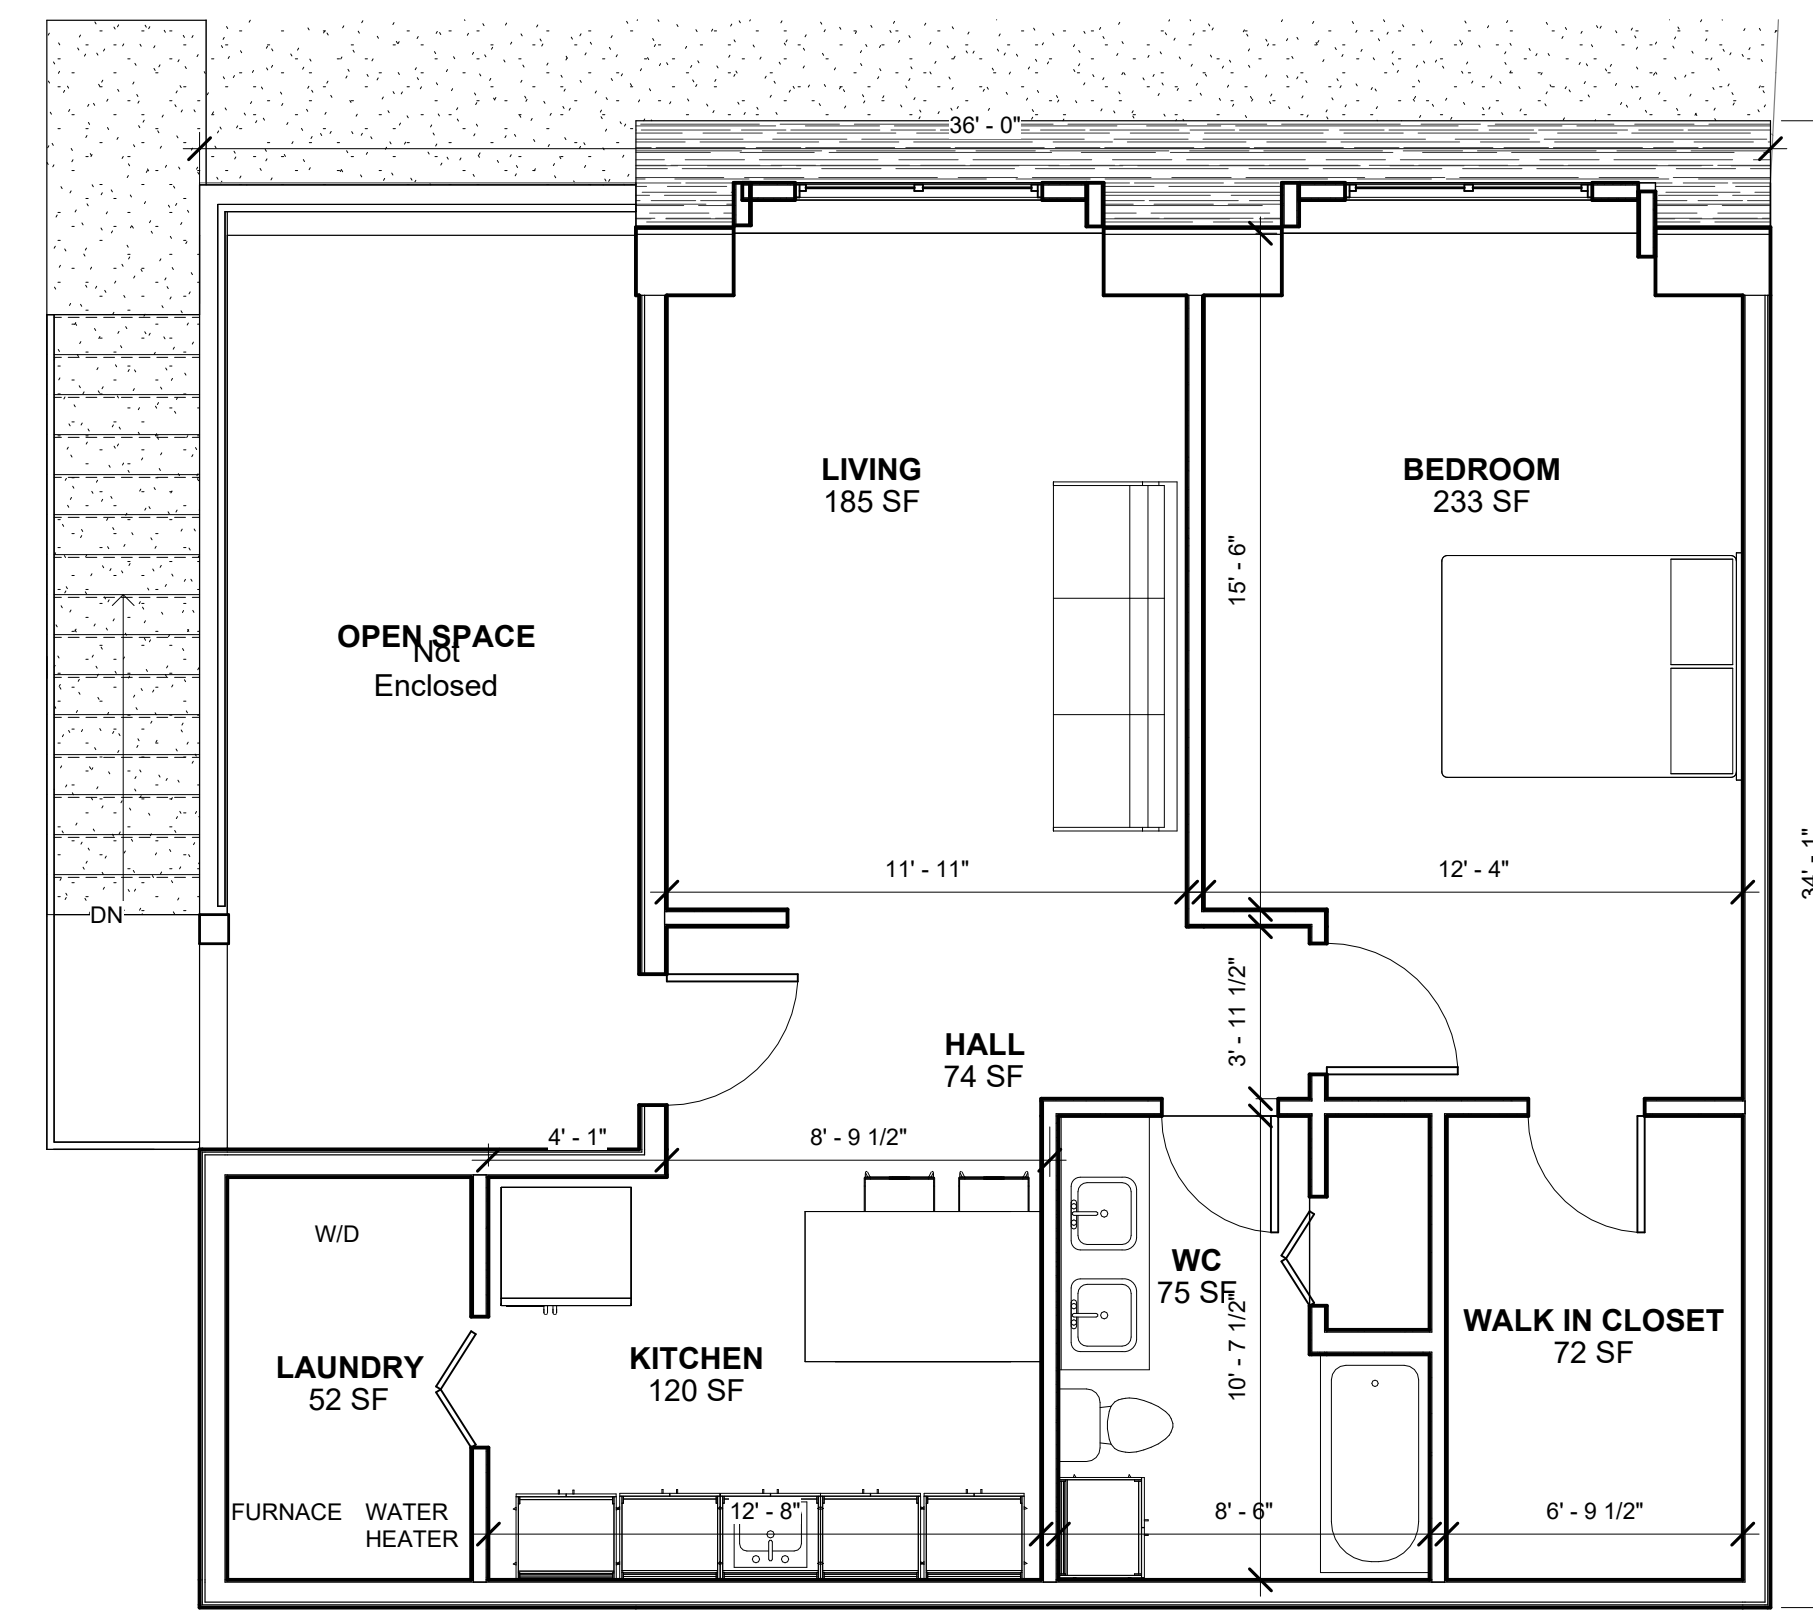 36' - 0"
LIVING
185 SF
BEDROOM
233 SF
15' - 6"
OPEN SPACE
Not
Enclosed
11' - 11"
12' - 4"
34' - 1"
DN
3' - 11 1/2"
HALL
74 SF
4' - 1"
8' - 9 1/2"
W/D
WC
75 SF
10' - 7 1/2"
WALK IN CLOSET
72 SF
LAUNDRY
52 SF
KITCHEN
120 SF
FURNACE
WATER
HEATER
12' - 8"
8' - 6"
6' - 9 1/2"